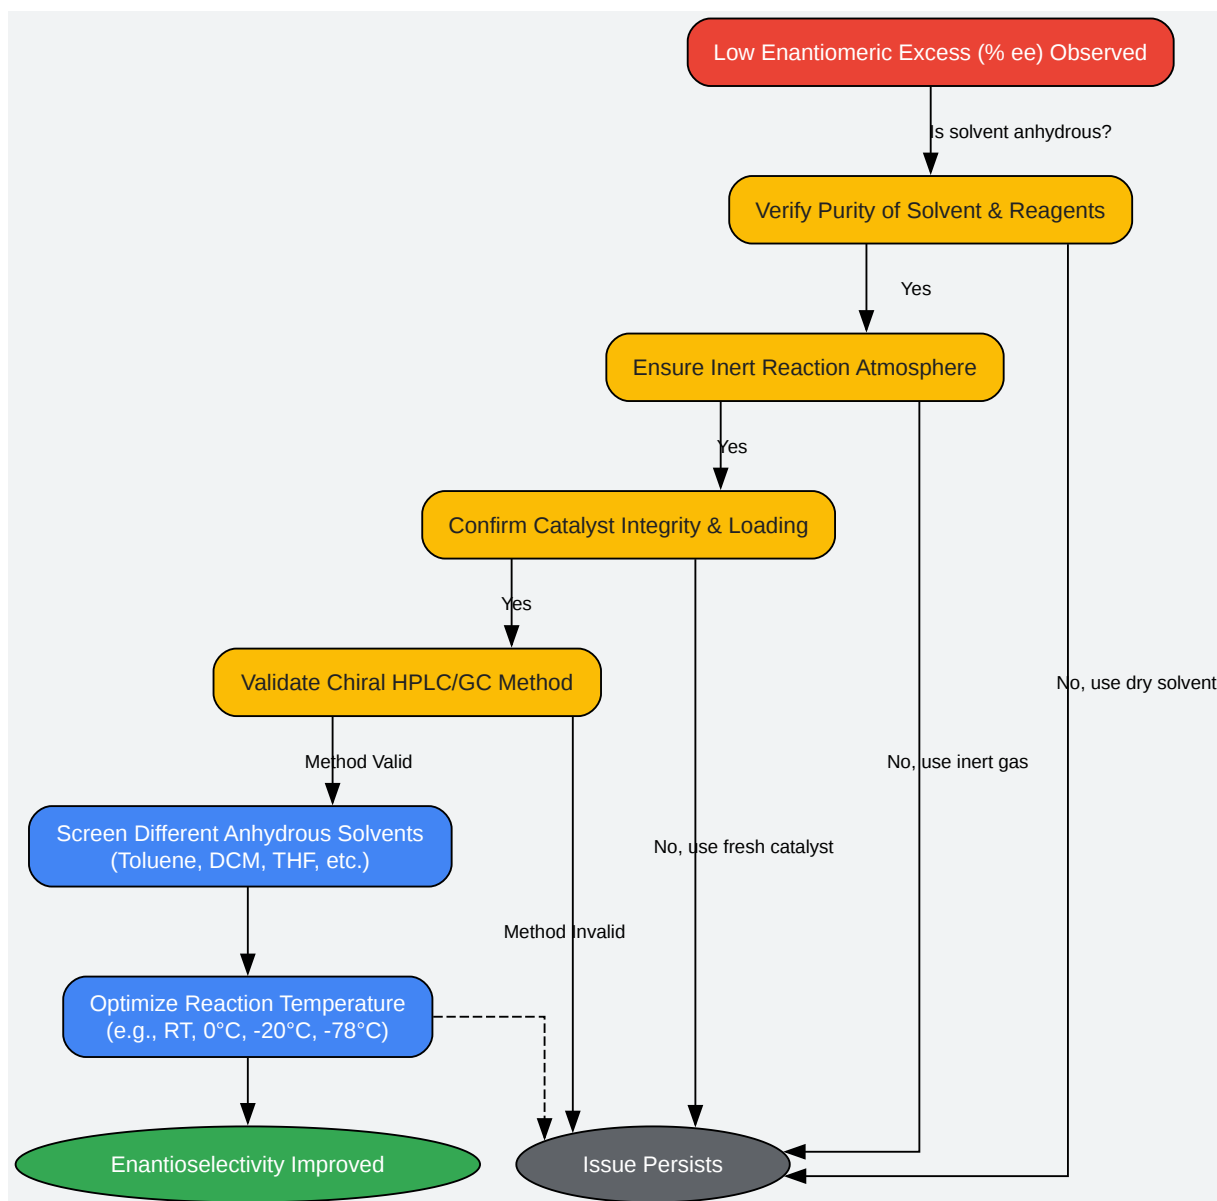 Low Enantiomeric Excess (% ee) Observed
Is solvent anhydrous?
Verify Purity of Solvent & Reagents
Yes
Ensure Inert Reaction Atmosphere
Yes
Confirm Catalyst Integrity & Loading
Yes
Validate Chiral HPLC/GC Method
No, use dry solvent
Method Valid
No, use inert gas
Screen Different Anhydrous Solvents
(Toluene, DCM, THF, etc.)
No, use fresh catalyst
Method Invalid
Optimize Reaction Temperature
(e.g., RT, 0°C, -20°C, -78°C)
Enantioselectivity Improved
Issue Persists